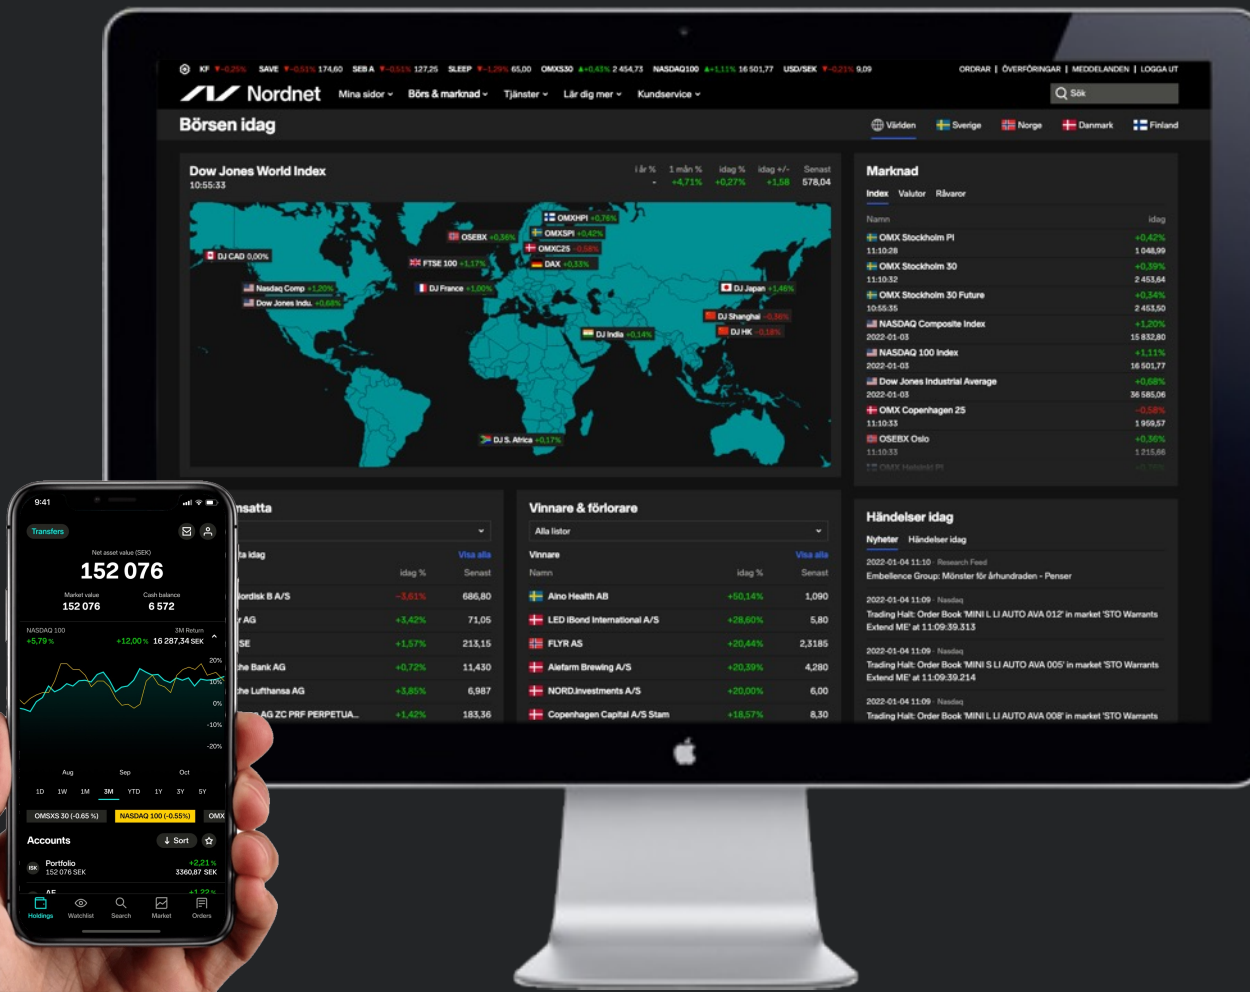 KF ▼-0,25% SAVE ▼-0,51% 174,60 SEB A ▼-0,51% 127,25 SLEEP ▼-1,29% 65,00 OMXS30 ▲+0,43% 2 454,73 NASDAQ100 ▲+1,11% 16 501,77 USD/SEK ▼-0,21% 9,09
ORDRAR | ÖVERFÖRINGAR | MEDDELANDEN | LOGGA UT
Nordnet Mina sidor Börs & marknad Tjänster Lär dig mer Kundservice
Sök
Börsen idag
Världen Sverige Norge Danmark Finland
Dow Jones World Index
10:55:33
i år % 1 mån % idag % idag +/- Senast
- +4,71% +0,27% +1,58 578,04
OMXHPI +0,76%
OMXSPI +0,42%
OSEBX +0,36%
OMXC25 -0,58%
DJ CAD 0,00%
FTSE 100 +1,17%
DAX +0,33%
Nasdaq Comp +1,20%
DJ France +1,00%
DJ Japan +1,46%
Dow Jones Indu. +0,68%
DJ Shanghai -0,36%
DJ India +0,14%
DJ HK -0,18%
DJ S. Africa +0,17%
Marknad
Index Valutor Råvaror
Namn idag
OMX Stockholm PI +0,42%
11:10:28 1 048,99
OMX Stockholm 30 +0,39%
11:10:32 2 453,64
OMX Stockholm 30 Future +0,34%
10:55:35 2 453,50
NASDAQ Composite Index +1,20%
2022-01-03 15 832,80
NASDAQ 100 Index +1,11%
2022-01-03 16 501,77
Dow Jones Industrial Average +0,68%
2022-01-03 36 585,06
OMX Copenhagen 25 -0,58%
11:10:33 1 959,57
OSEBX Oslo +0,36%
11:10:33 1 215,66
OMX Helsinki PI +0,76%
nsatta
ta idag Visa alla
idag % Senast
Nordisk B A/S -3,61% 686,80
r AG +3,42% 71,05
SE +1,57% 213,15
he Bank AG +0,72% 11,430
he Lufthansa AG +3,85% 6,987
AG ZC PRF PERPETUA... +1,42% 183,36
Vinnare & förlorare
Alla listor
Vinnare Visa alla
Namn idag % Senast
Aino Health AB +50,14% 1,090
LED iBond International A/S +28,60% 5,80
FLYR AS +20,44% 2,3185
Alefarm Brewing A/S +20,39% 4,280
NORD.investments A/S +20,00% 6,00
Copenhagen Capital A/S Stam +18,57% 8,30
Händelser idag
Nyheter Händelser idag
2022-01-04 11:10 · Research Feed
Embellence Group: Mönster för århundraden - Penser
2022-01-04 11:09 · Nasdaq
Trading Halt: Order Book 'MINI L LI AUTO AVA 012' in market 'STO Warrants
Extend ME' at 11:09:39.313
2022-01-04 11:09 · Nasdaq
Trading Halt: Order Book 'MINI S LI AUTO AVA 005' in market 'STO Warrants
Extend ME' at 11:09:39.214
2022-01-04 11:09 · Nasdaq
Trading Halt: Order Book 'MINI L LI AUTO AVA 008' in market 'STO Warrants
9:41
Transfers
Net asset value (SEK)
152 076
Market value Cash balance
152 076 6 572
NASDAQ 100 3M Return
+5,79% +12,00% 16 287,34 SEK
20%
10%
0%
-10%
-20%
Aug Sep Oct
1D 1W 1M 3M YTD 1Y 3Y 5Y
OMSXS 30 (-0.65 %) NASDAQ 100 (-0.55%) OMX
Accounts ↓ Sort
ISK Portfolio +2,21 %
152 076 SEK 3360,87 SEK
AF +1,22 %
Holdings Watchlist Search Market Orders